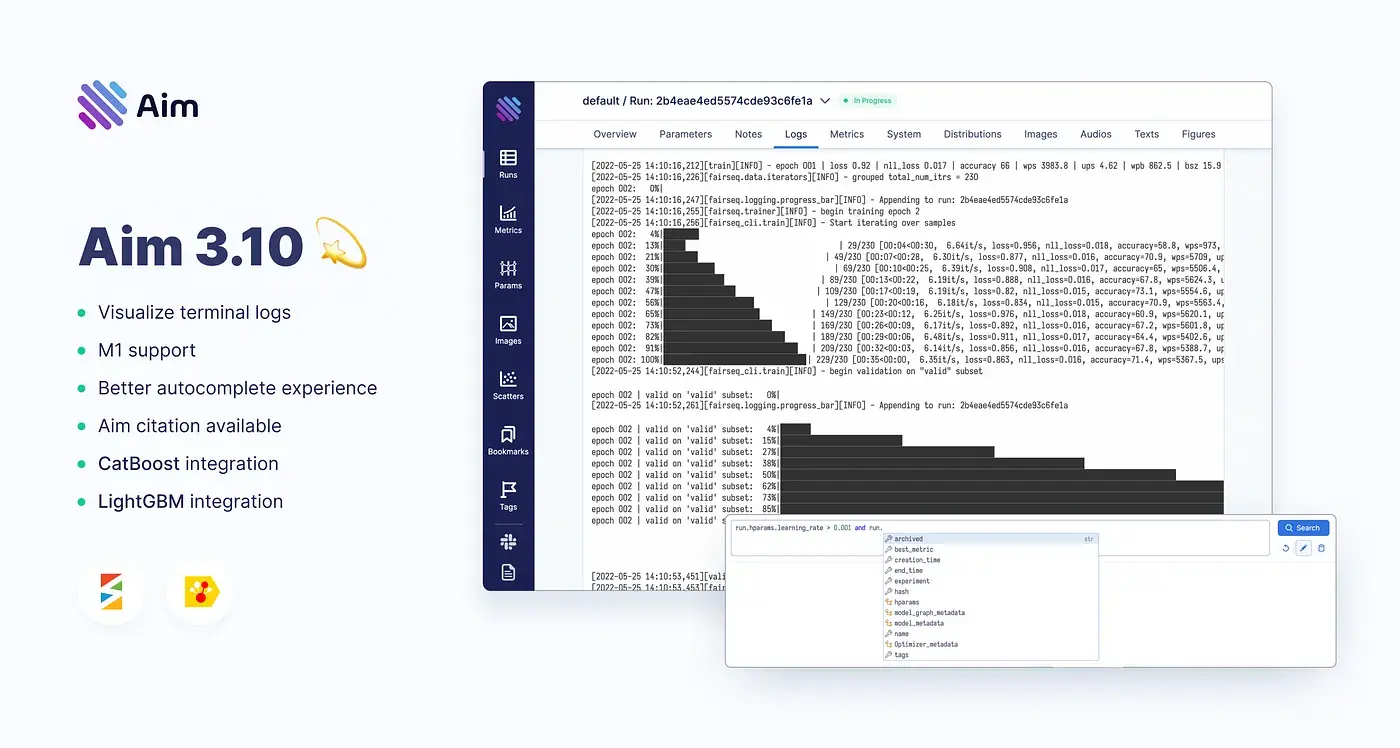 Aim
Aim 3.10
Visualize terminal logs
M1 support
Better autocomplete experience
Aim citation available
CatBoost integration
LightGBM integration
Runs
Metrics
Params
Images
Scatters
Bookmarks
Tags
default / Run: 2b4eae4ed5574cde93c6fe1a
In Progress
Overview Parameters Notes Logs Metrics System Distributions Images Audios Texts Figures
[2022-05-25 14:10:16,212][train][INFO] - epoch 001 | loss 0.92 | nll_loss 0.017 | accuracy 66 | wps 3983.8 | ups 4.62 | wpb 862.5 | bsz 15.9
[2022-05-25 14:10:16,226][fairseq.data.iterators][INFO] - grouped total_num_itrs = 230
epoch 002: 0%|
[2022-05-25 14:10:16,247][fairseq.logging.progress_bar][INFO] - Appending to run: 2b4eae4ed5574cde93c6fe1a
[2022-05-25 14:10:16,255][fairseq.trainer][INFO] - begin training epoch 2
[2022-05-25 14:10:16,256][fairseq_cli.train][INFO] - Start iterating over samples
epoch 002: 4%|
epoch 002: 13%| | 29/230 [00:04<00:30, 6.64it/s, loss=0.956, nll_loss=0.018, accuracy=58.8, wps=973,
epoch 002: 21%| | 49/230 [00:07<00:28, 6.30it/s, loss=0.877, nll_loss=0.016, accuracy=70.9, wps=5709, up
epoch 002: 30%| | 69/230 [00:10<00:25, 6.39it/s, loss=0.908, nll_loss=0.017, accuracy=65, wps=5506.4,
epoch 002: 39%| | 89/230 [00:13<00:22, 6.19it/s, loss=0.888, nll_loss=0.016, accuracy=67.8, wps=5624.3,
epoch 002: 47%| | 109/230 [00:17<00:19, 6.19it/s, loss=0.82, nll_loss=0.015, accuracy=73.1, wps=5554.6, up
epoch 002: 56%| | 129/230 [00:20<00:16, 6.18it/s, loss=0.834, nll_loss=0.015, accuracy=70.9, wps=5563.4,
epoch 002: 65%| | 149/230 [00:23<00:12, 6.25it/s, loss=0.976, nll_loss=0.018, accuracy=60.9, wps=5620.1,
epoch 002: 73%| | 169/230 [00:26<00:09, 6.17it/s, loss=0.892, nll_loss=0.016, accuracy=67.2, wps=5601.8,
epoch 002: 82%| | 189/230 [00:29<00:06, 6.48it/s, loss=0.911, nll_loss=0.017, accuracy=64.4, wps=5402.6,
epoch 002: 91%| | 209/230 [00:32<00:03, 6.14it/s, loss=0.856, nll_loss=0.016, accuracy=67.8, wps=5388.7,
epoch 002: 100%| | 229/230 [00:35<00:00, 6.35it/s, loss=0.863, nll_loss=0.016, accuracy=71.4, wps=5367.5,
[2022-05-25 14:10:52,244][fairseq_cli.train][INFO] - begin validation on "valid" subset
epoch 002 | valid on 'valid' subset: 0%|
[2022-05-25 14:10:52,261][fairseq.logging.progress_bar][INFO] - Appending to run: 2b4eae4ed5574cde93c6fe1a
epoch 002 | valid on 'valid' subset: 4%|
epoch 002 | valid on 'valid' subset: 15%|
epoch 002 | valid on 'valid' subset: 27%|
epoch 002 | valid on 'valid' subset: 38%|
epoch 002 | valid on 'valid' subset: 50%|
epoch 002 | valid on 'valid' subset: 62%|
epoch 002 | valid on 'valid' subset: 73%|
epoch 002 | valid on 'valid' subset: 85%|
epoch 002 | valid on 'valid' s
[2022-05-25 14:10:53,451][vali
[2022-05-25 14:10:53,453][fair
run.hparams.learning_rate > 0.001 and run.
Search
archived str
best_metric
creation_time
end_time
experiment
hash
hparams
model_graph_metadata
model_metadata
name
Optimizer_metadata
tags